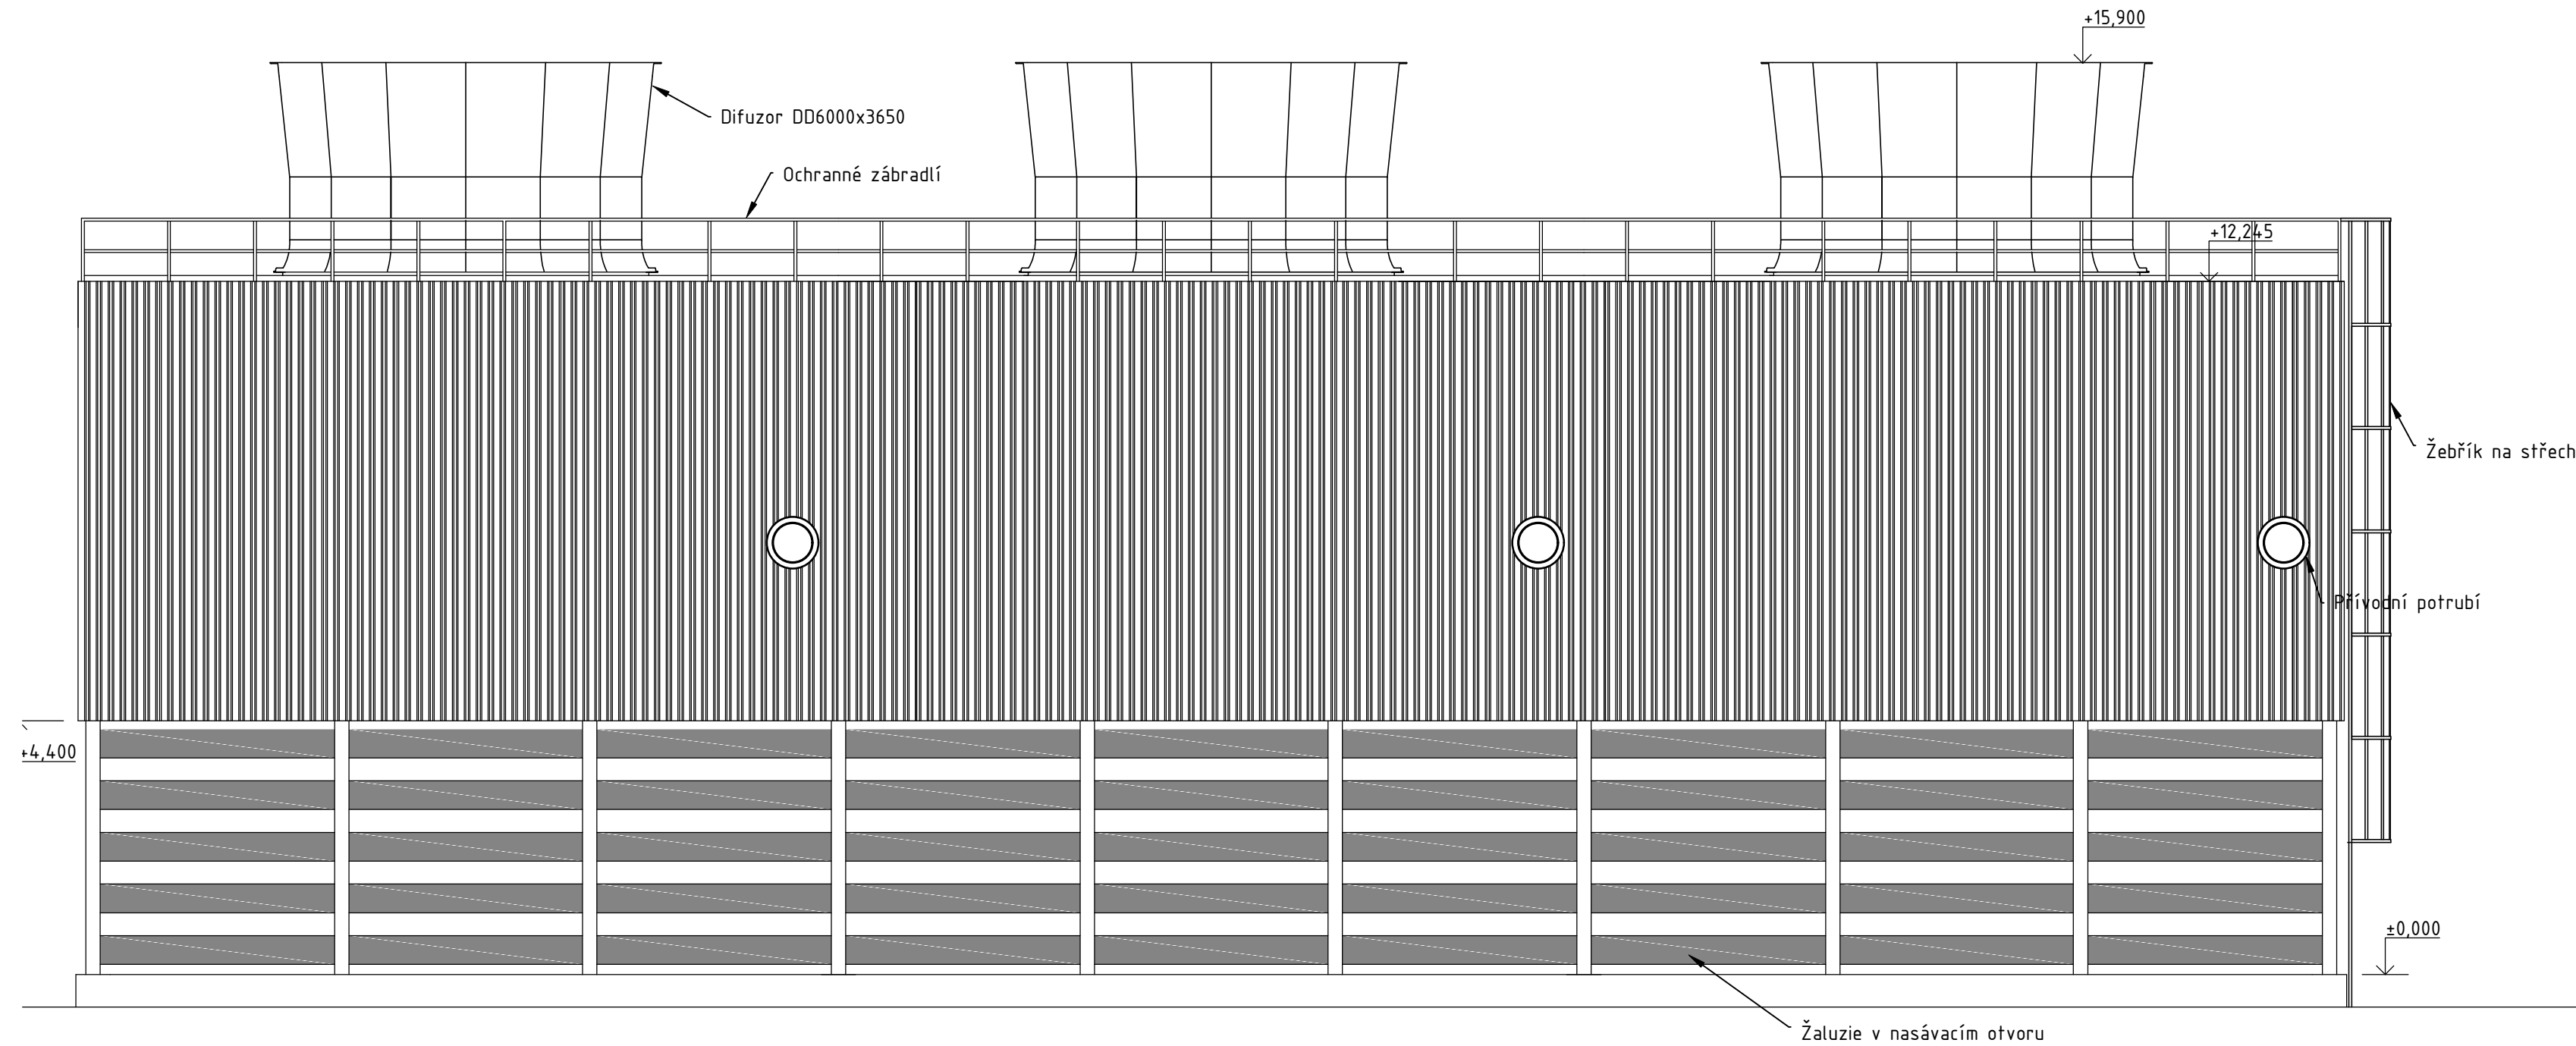 +15,900
Difuzor DD6000x3650
Ochranné zábradlí
+12,245
Žebřík na střech
Přívodní potrubí
+4,400
±0,000
Žaluzie v nasávacím otvoru